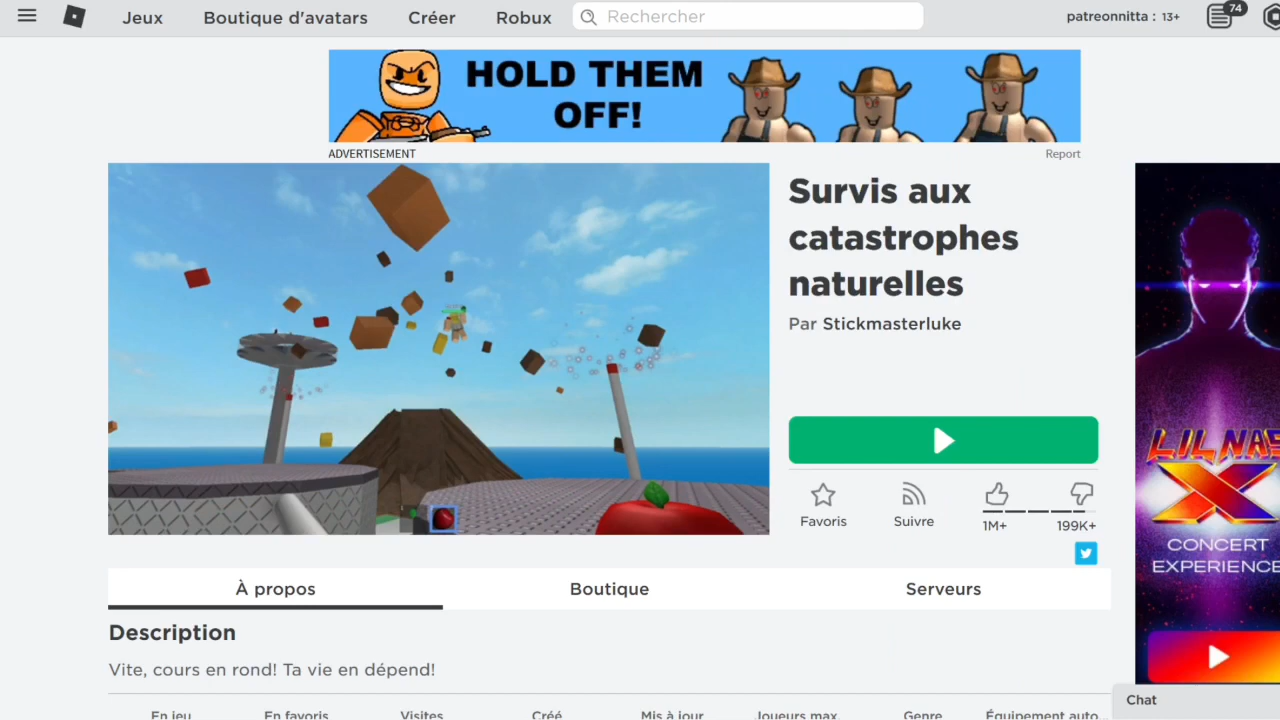 Jeux Boutique d'avatars Créer Robux Rechercher patreonnitta : 13+ 74
HOLD THEM
OFF!
ADVERTISEMENT Report
Survis aux
catastrophes
naturelles
Par Stickmasterluke
Favoris Suivre 1M+ 199K+
LIL NAS
X
CONCERT
EXPERIENCE
À propos Boutique Serveurs
Description
Vite, cours en rond! Ta vie en dépend!
Chat
En jeu En favoris Visites Créé Mis à jour Joueurs max. Genre Équipement auto...